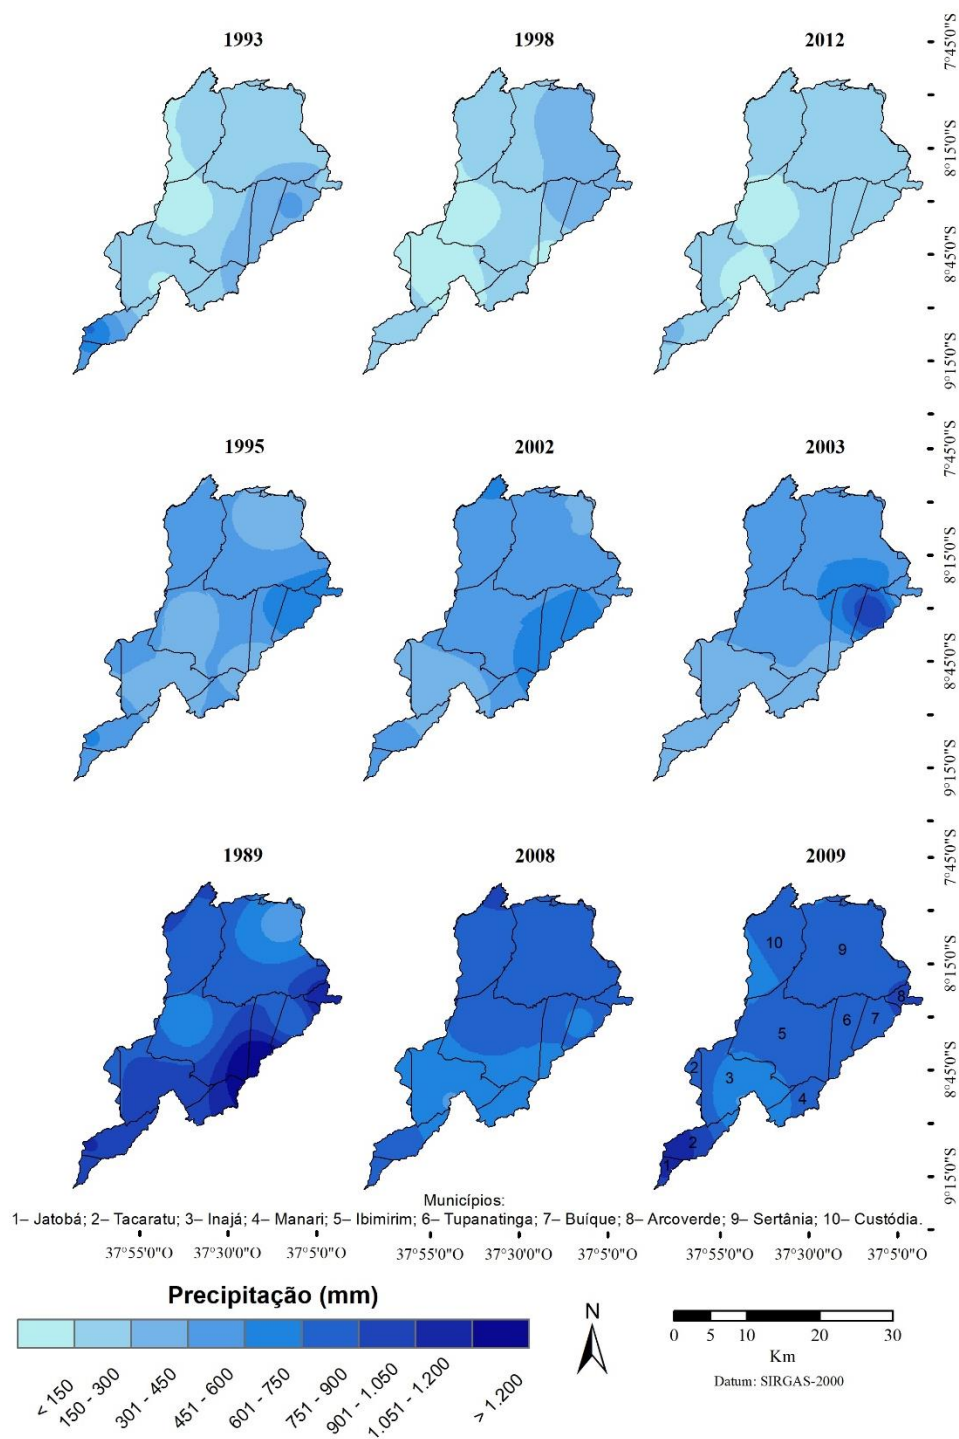 1993 1998 2012
7°45'0"S
8°15'0"S
8°45'0"S
9°15'0"S
1995 2002 2003
7°45'0"S
8°15'0"S
8°45'0"S
9°15'0"S
1989 2008 2009
7°45'0"S
8°15'0"S
8°45'0"S
9°15'0"S
10
9
8
6
7
5
2
3
4
2
1
Municípios:
1– Jatobá; 2– Tacaratu; 3– Inajá; 4– Manari; 5– Ibimirim; 6– Tupanatinga; 7– Buíque; 8– Arcoverde; 9– Sertânia; 10– Custódia.
37°55'0"O 37°30'0"O 37°5'0"O 37°55'0"O 37°30'0"O 37°5'0"O 37°55'0"O 37°30'0"O 37°5'0"O
Precipitação (mm)
< 150
150 - 300
301 - 450
451 - 600
601 - 750
751 - 900
901 - 1.050
1.051 - 1.200
> 1.200
N
0 5 10 20 30
Km
Datum: SIRGAS-2000